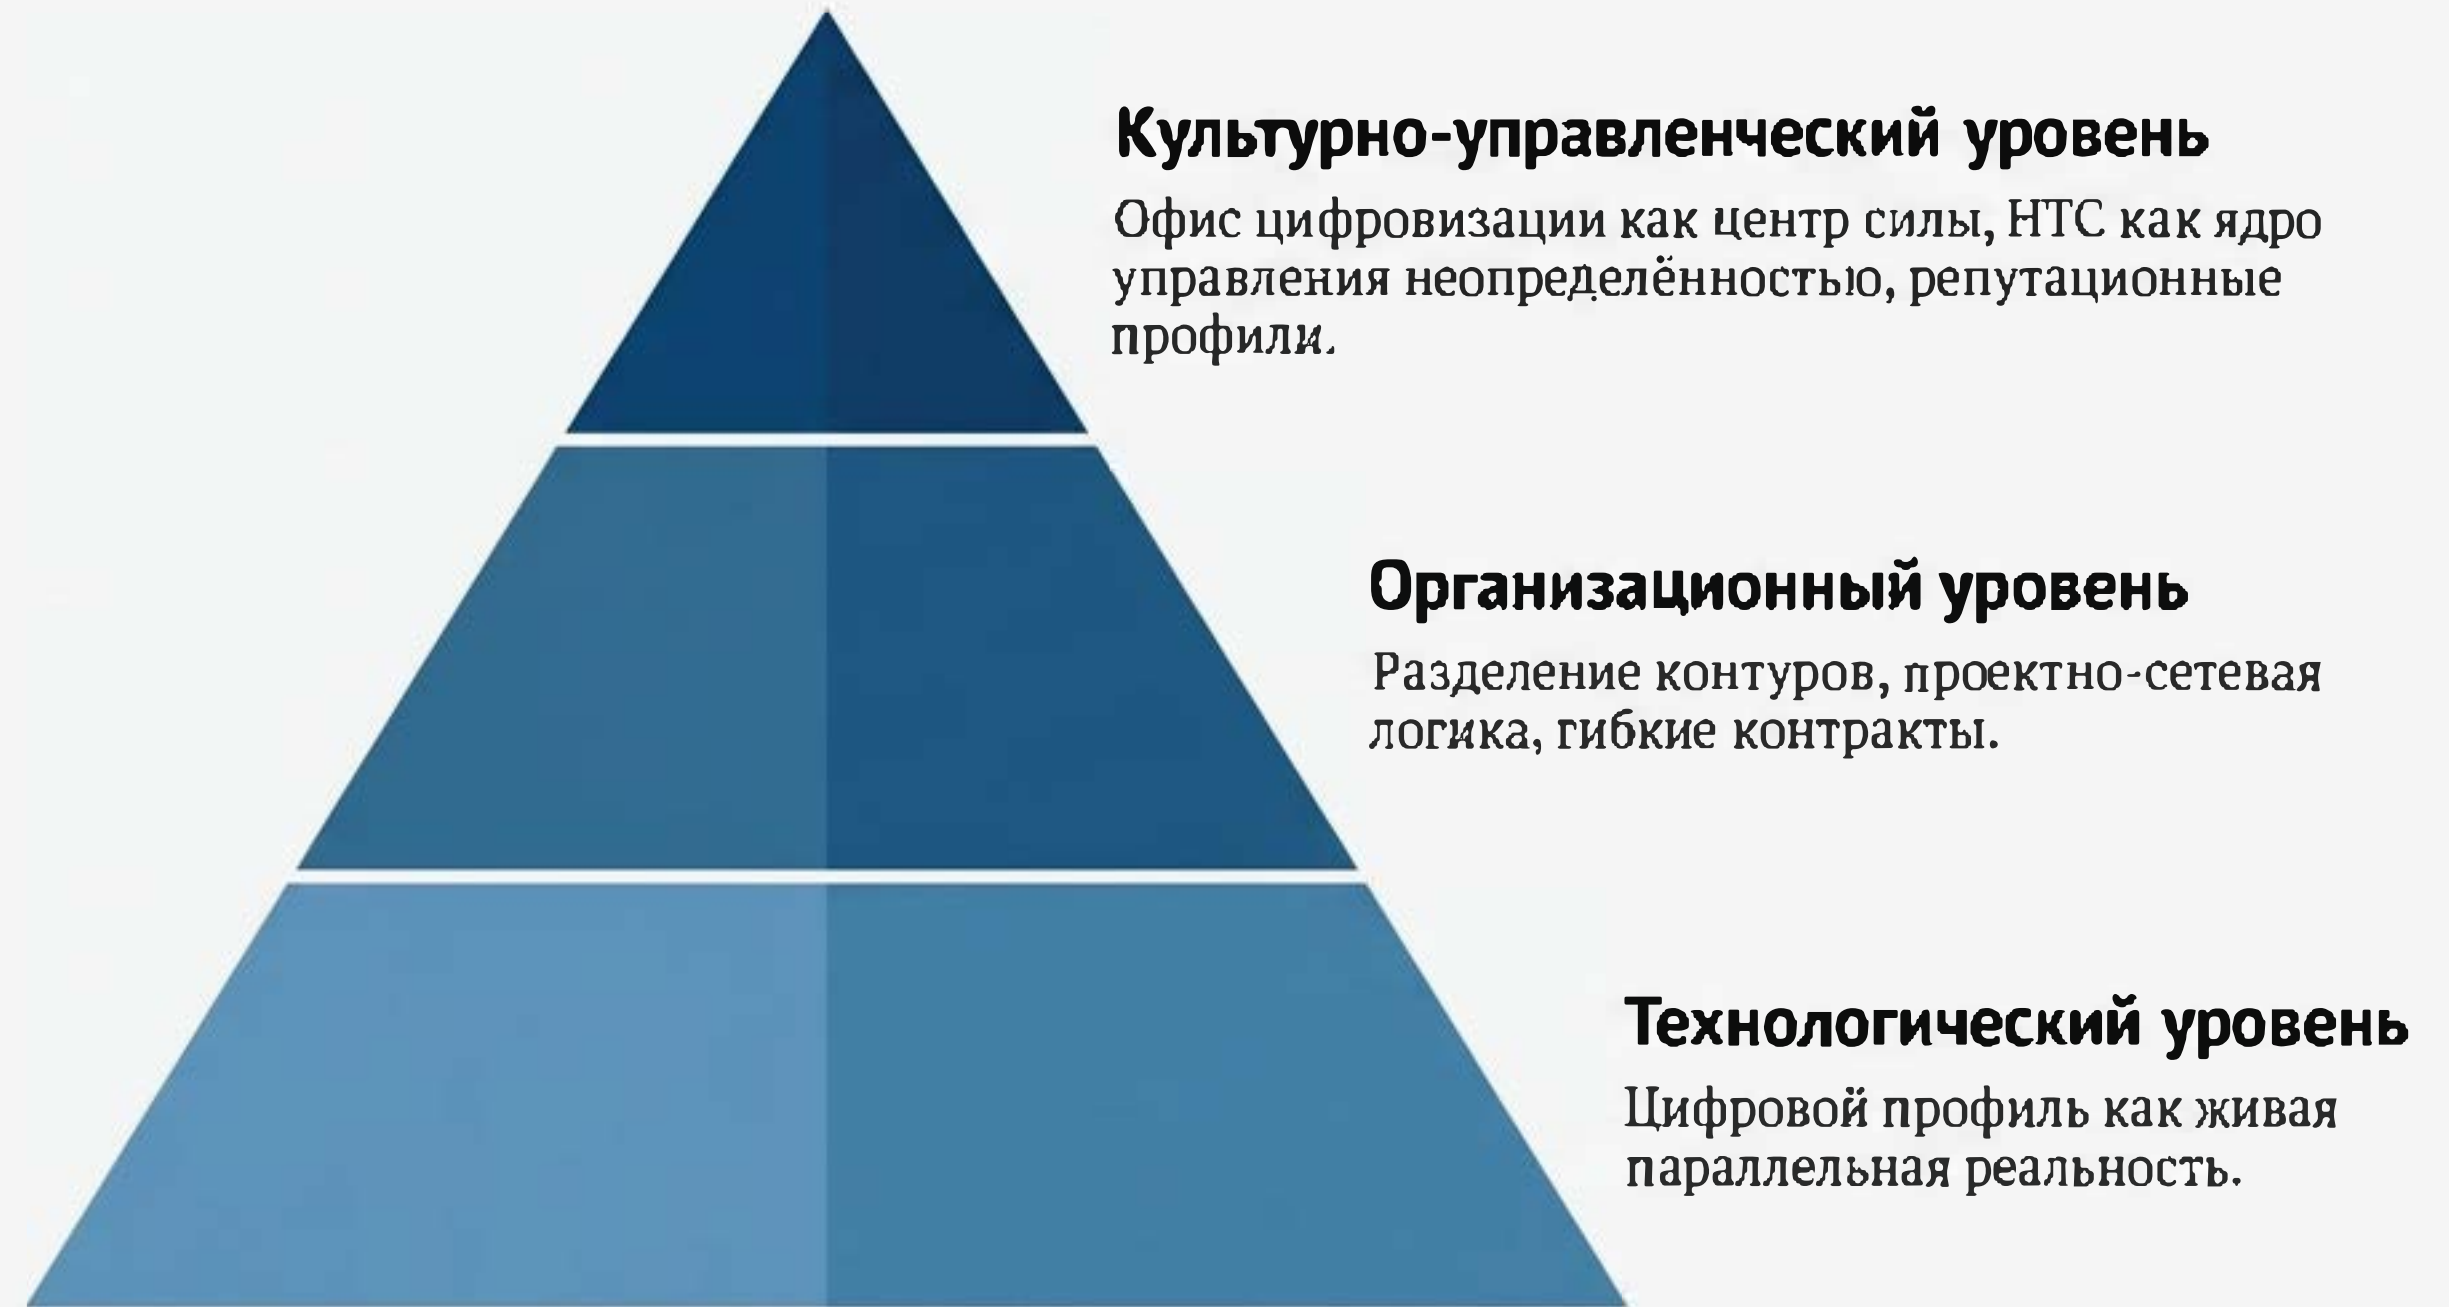 Культурно-управленческий уровень
Офис цифровизации как центр силы, НТС как ядро
управления неопределённостью, репутационные
профили.
Организационный уровень
Разделение контуров, проектно-сетевая
логика, гибкие контракты.
Технологический уровень
Цифровой профиль как живая
параллельная реальность.